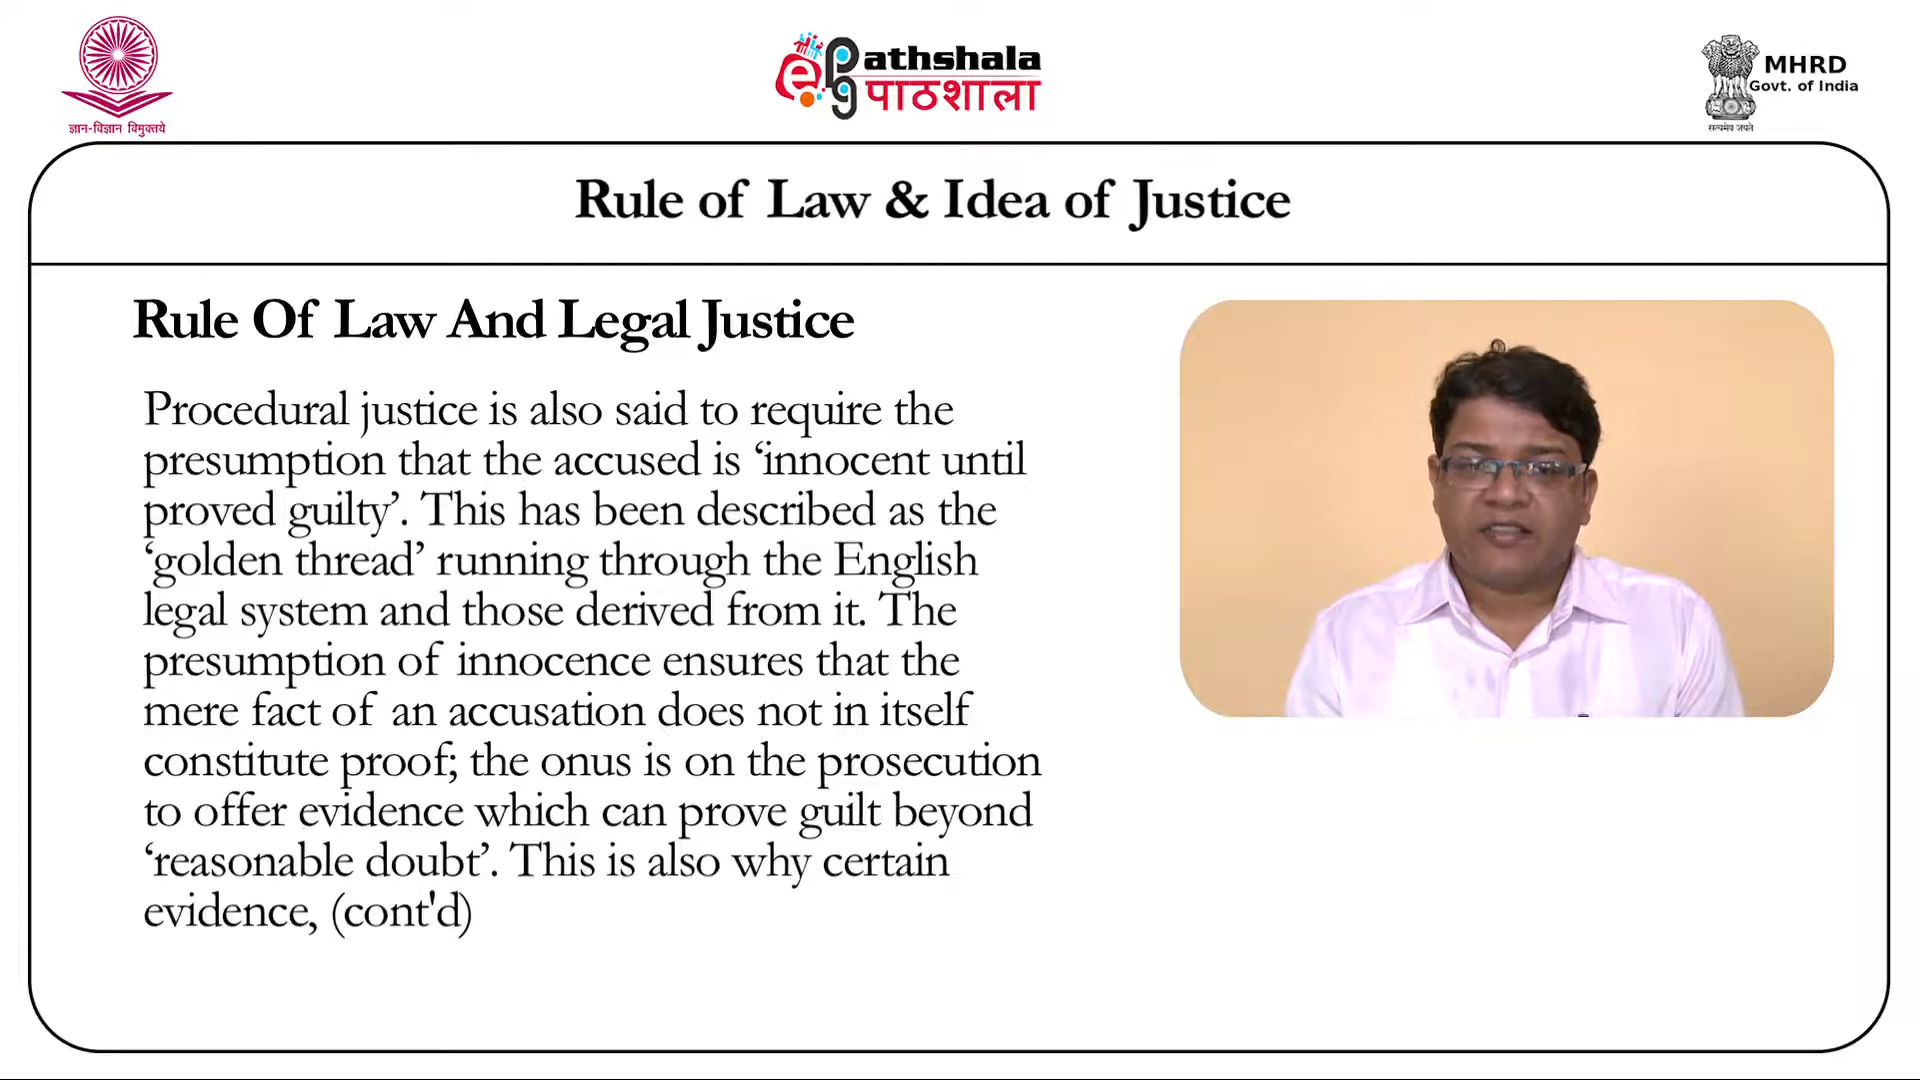 ज्ञान-विज्ञान विमुक्तये
ePathshala
पाठशाला
MHRD
Govt. of India
सत्यमेव जयते
Rule of Law & Idea of Justice
Rule Of Law And Legal Justice
Procedural justice is also said to require the
presumption that the accused is ‘innocent until
proved guilty’. This has been described as the
‘golden thread’ running through the English
legal system and those derived from it. The
presumption of innocence ensures that the
mere fact of an accusation does not in itself
constitute proof; the onus is on the prosecution
to offer evidence which can prove guilt beyond
‘reasonable doubt’. This is also why certain
evidence, (cont'd)